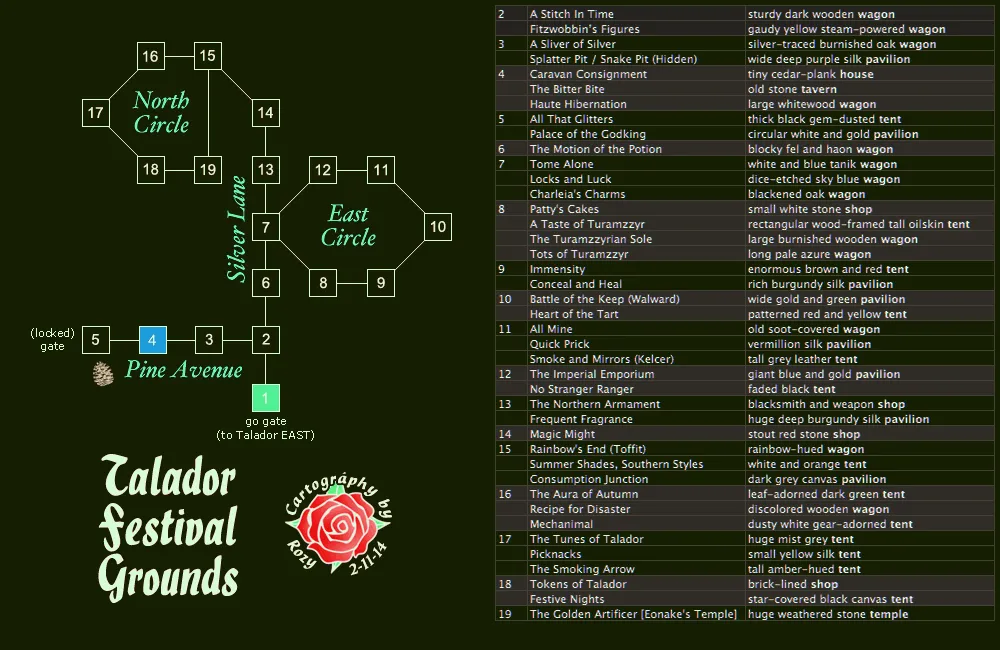 16
15
North
Circle
17
14
18
19
13
12
11
Silver Lane
7
East
Circle
10
6
8
9
(locked)
gate
5
4
3
2
Pine Avenue
1
go gate
(to Talador EAST)
Talador
Festival
Grounds
Cartography by
Rozy 2-11-14
2 A Stitch In Time sturdy dark wooden wagon
Fitzwobbin's Figures gaudy yellow steam-powered wagon
3 A Sliver of Silver silver-traced burnished oak wagon
Splatter Pit / Snake Pit (Hidden) wide deep purple silk pavilion
4 Caravan Consignment tiny cedar-plank house
The Bitter Bite old stone tavern
Haute Hibernation large whitewood wagon
5 All That Glitters thick black gem-dusted tent
Palace of the Godking circular white and gold pavilion
6 The Motion of the Potion blocky fel and haon wagon
7 Tome Alone white and blue tanik wagon
Locks and Luck dice-etched sky blue wagon
Charleia's Charms blackened oak wagon
8 Patty's Cakes small white stone shop
A Taste of Turamzzyr rectangular wood-framed tall oilskin tent
The Turamzzyrian Sole large burnished wooden wagon
Tots of Turamzzyr long pale azure wagon
9 Immensity enormous brown and red tent
Conceal and Heal rich burgundy silk pavilion
10 Battle of the Keep (Walward) wide gold and green pavilion
Heart of the Tart patterned red and yellow tent
11 All Mine old soot-covered wagon
Quick Prick vermillion silk pavilion
Smoke and Mirrors (Kelcer) tall grey leather tent
12 The Imperial Emporium giant blue and gold pavilion
No Stranger Ranger faded black tent
13 The Northern Armament blacksmith and weapon shop
Frequent Fragrance huge deep burgundy silk pavilion
14 Magic Might stout red stone shop
15 Rainbow's End (Toffit) rainbow-hued wagon
Summer Shades, Southern Styles white and orange tent
Consumption Junction dark grey canvas pavilion
16 The Aura of Autumn leaf-adorned dark green tent
Recipe for Disaster discolored wooden wagon
Mechanimal dusty white gear-adorned tent
17 The Tunes of Talador huge mist grey tent
Picknacks small yellow silk tent
The Smoking Arrow tall amber-hued tent
18 Tokens of Talador brick-lined shop
Festive Nights star-covered black canvas tent
19 The Golden Artificer [Eonake's Temple] huge weathered stone temple